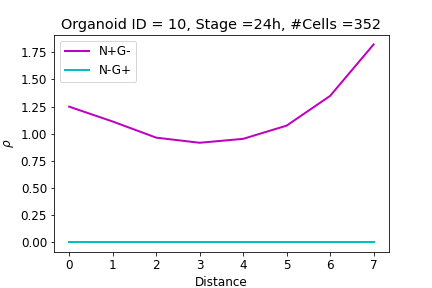 Organoid ID = 10, Stage =24h, #Cells =352
N+G-
N-G+
ρ
1.75
1.50
1.25
1.00
0.75
0.50
0.25
0.00
0 1 2 3 4 5 6 7
Distance